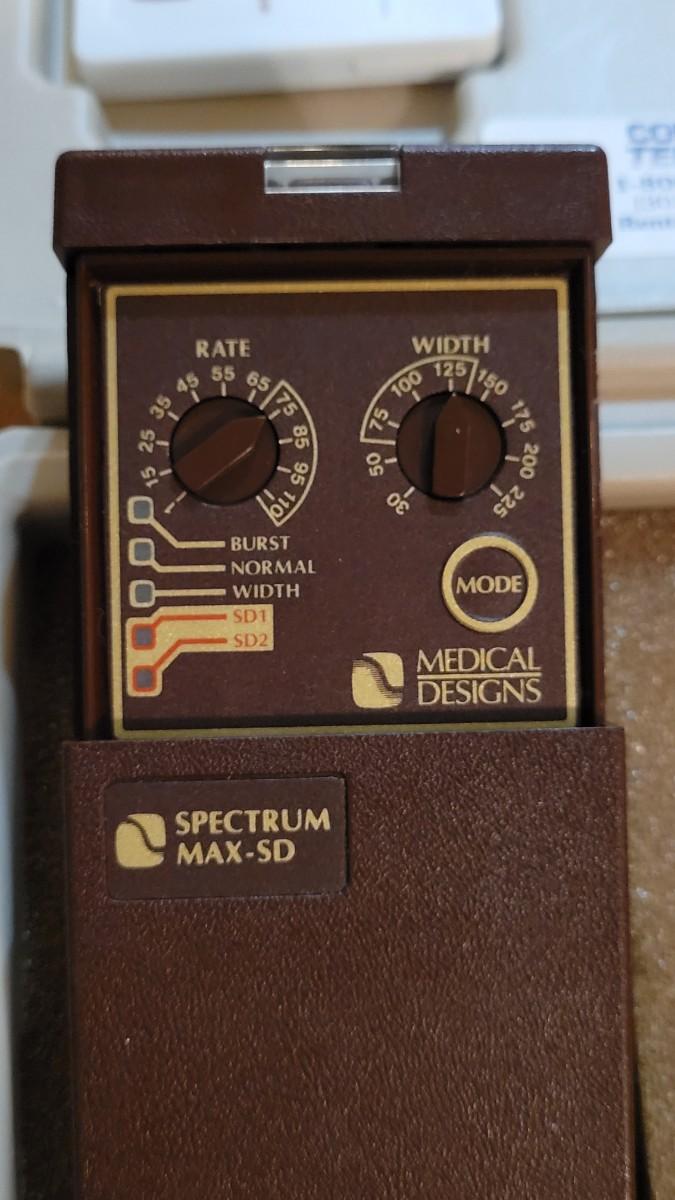 RATE
15 25 35 45 55 65 75 85 95 110
WIDTH
30 50 75 100 125 150 175 200 225
BURST
NORMAL
WIDTH
SD1
SD2
MODE
MEDICAL
DESIGNS
SPECTRUM
MAX-SD